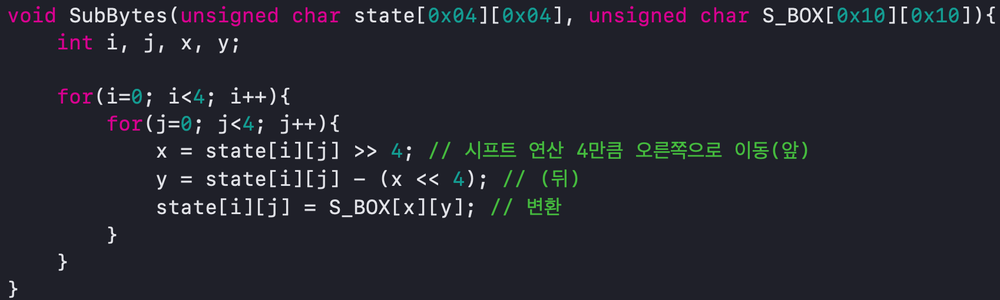 void SubBytes(unsigned char state[0x04][0x04], unsigned char S_BOX[0x10][0x10]){
    int i, j, x, y;

    for(i=0; i<4; i++){
        for(j=0; j<4; j++){
            x = state[i][j] >> 4; // 시프트 연산 4만큼 오른쪽으로 이동(앞)
            y = state[i][j] - (x << 4); // (뒤)
            state[i][j] = S_BOX[x][y]; // 변환
        }
    }
}